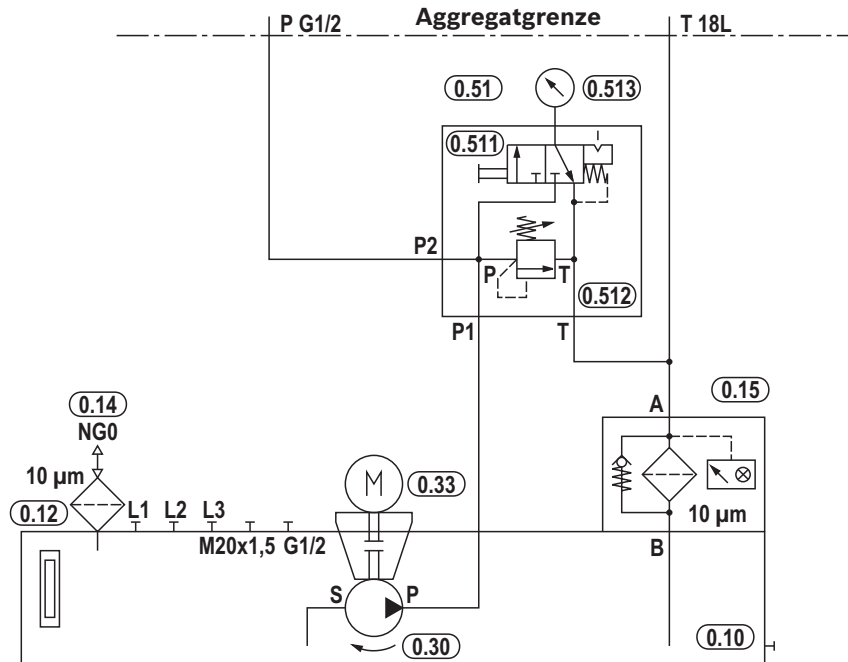 P G1/2 Aggregatgrenze T 18L
0.51 0.513
0.511
P2
P T
0.512
P1 T
0.14
NG0
0.15
A
10 µm
0.12
L1 L2 L3
M
0.33
10 µm
M20x1,5 G1/2
B
S P
0.30
0.10